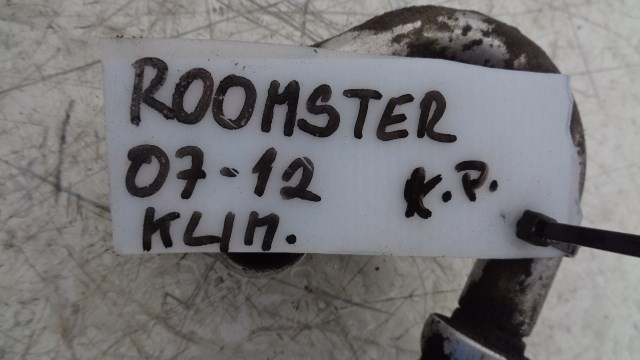 ROOMSTER
07-12 K.P.
KLIM.